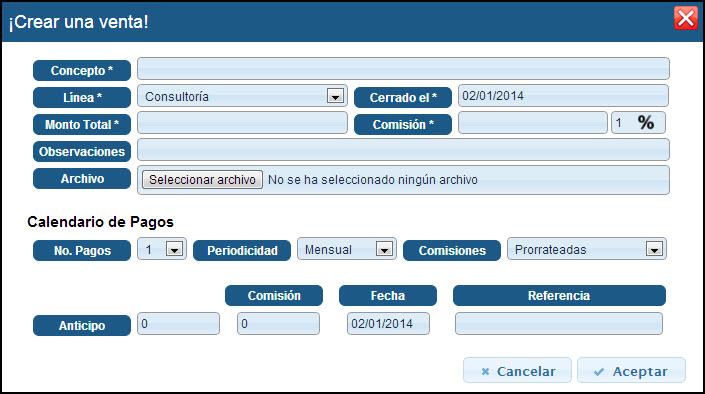 ¡Crear una venta!
Concepto *
Línea * Consultoría Cerrado el * 02/01/2014
Monto Total * Comisión * 1 %
Observaciones
Archivo Seleccionar archivo No se ha seleccionado ningún archivo
Calendario de Pagos
No. Pagos 1 Periodicidad Mensual Comisiones Prorrateadas
Comisión Fecha Referencia
Anticipo 0 0 02/01/2014
Cancelar Aceptar